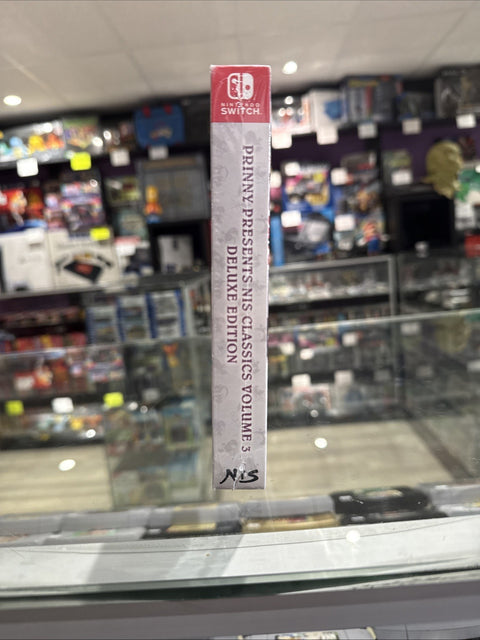 NINTENDO
SWITCH
PRINNY PRESENTS NIS CLASSICS VOLUME 3
DELUXE EDITION
NIS